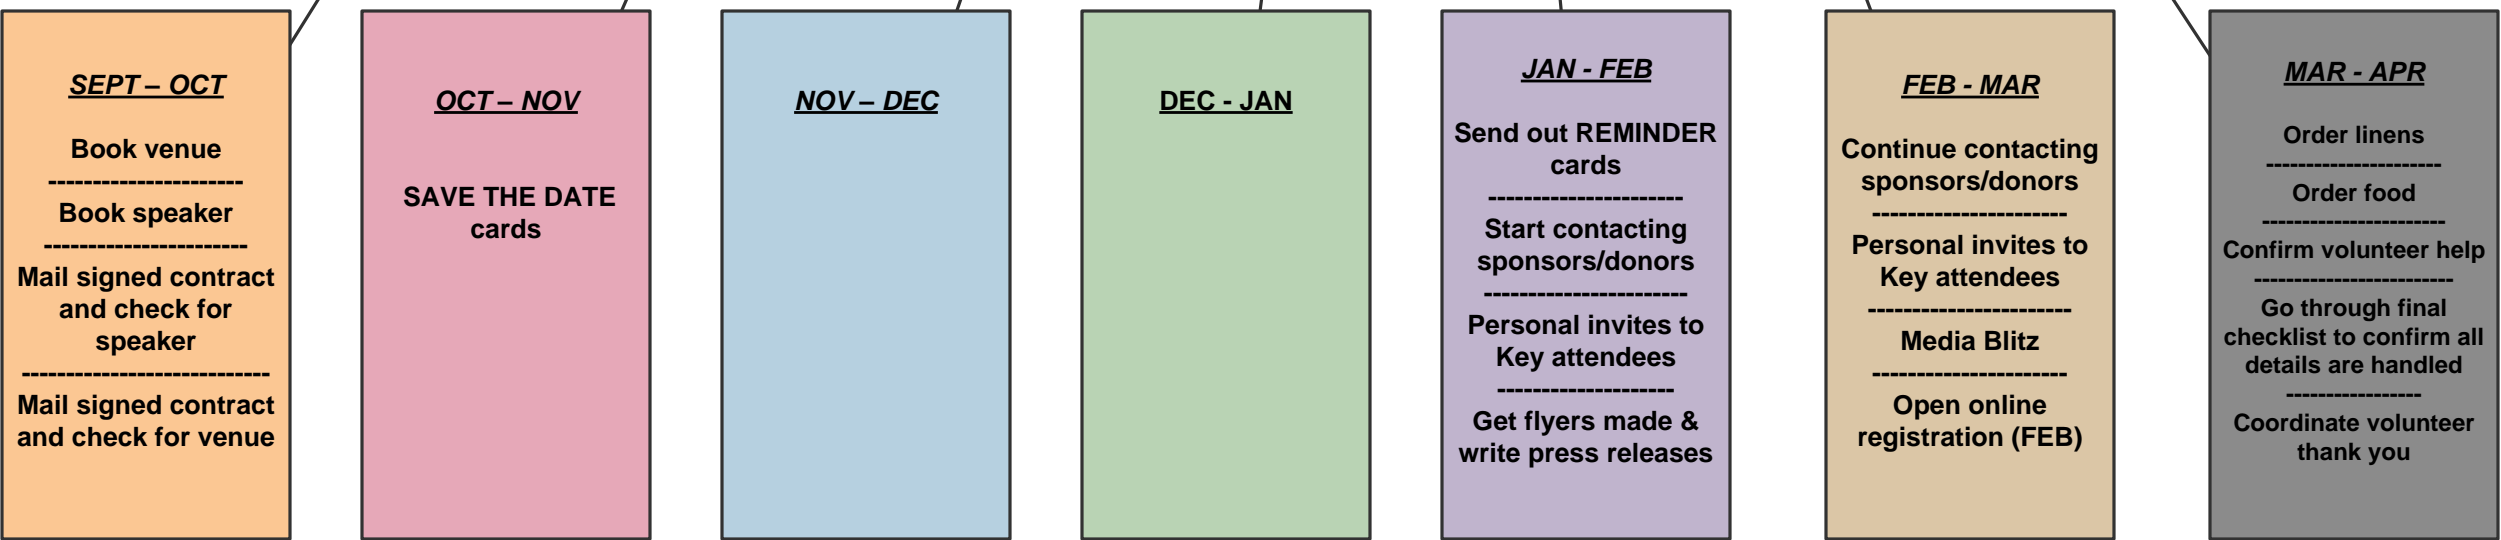 SEPT – OCT
Book venue
----------------------
Book speaker
-----------------------
Mail signed contract
and check for
speaker
----------------------------
Mail signed contract
and check for venue
OCT – NOV
SAVE THE DATE
cards
NOV – DEC
DEC - JAN
JAN - FEB
Send out REMINDER
cards
----------------------
Start contacting
sponsors/donors
-----------------------
Personal invites to
Key attendees
--------------------
Get flyers made &
write press releases
FEB - MAR
Continue contacting
sponsors/donors
----------------------
Personal invites to
Key attendees
-----------------------
Media Blitz
----------------------
Open online
registration (FEB)
MAR - APR
Order linens
----------------------
Order food
-----------------------
Confirm volunteer help
-------------------------
Go through final
checklist to confirm all
details are handled
-----------------
Coordinate volunteer
thank you